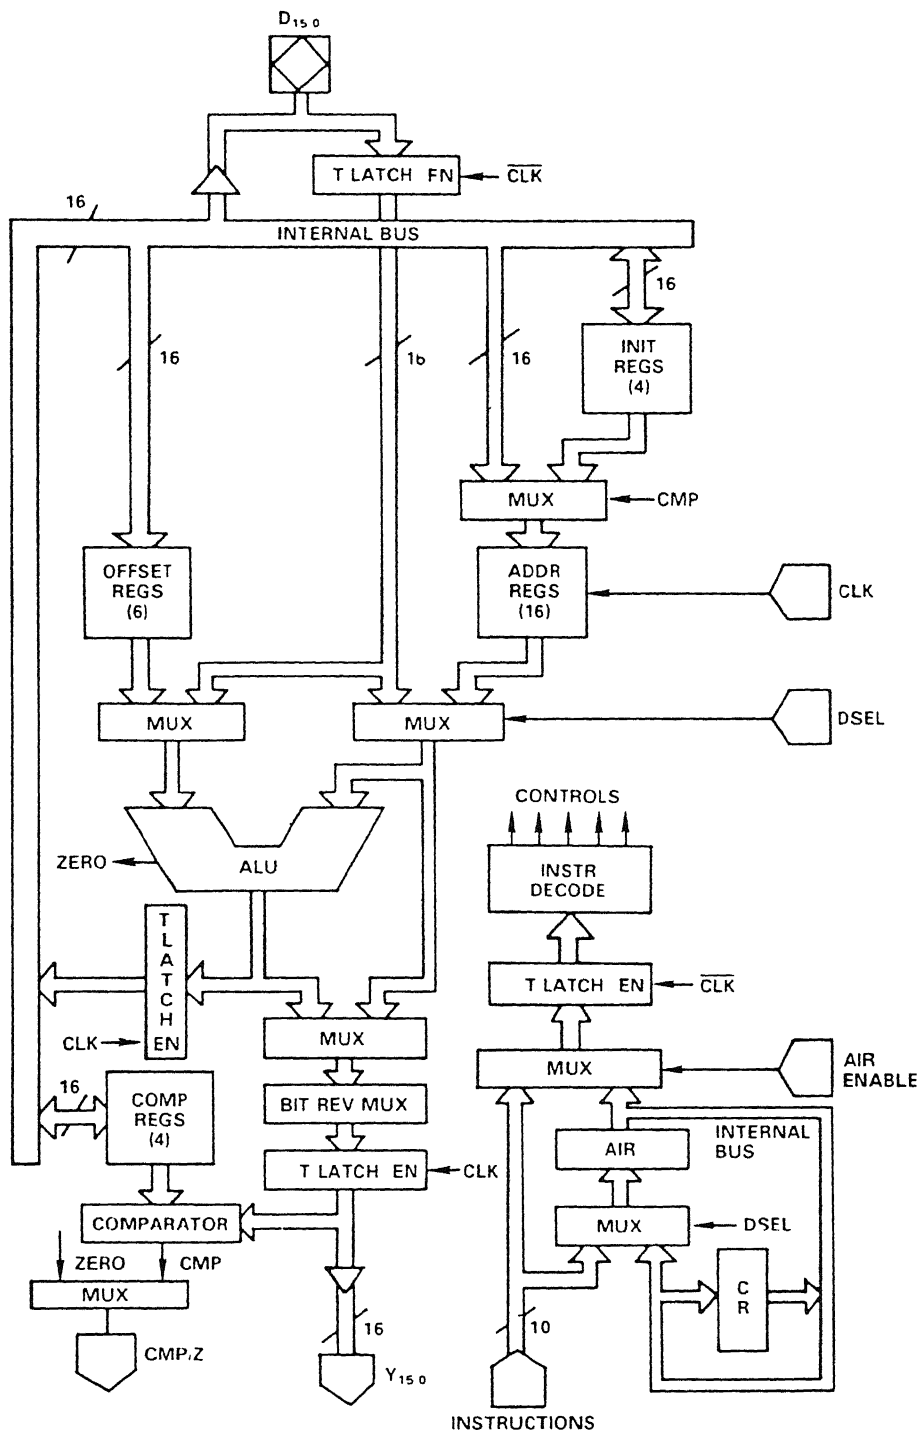 D15 0
T LATCH FN
CLK
16
INTERNAL BUS
16
16
1b
16
INIT
REGS
(4)
MUX
CMP
OFFSET
REGS
(6)
ADDR
REGS
(16)
CLK
MUX
MUX
DSEL
CONTROLS
ZERO
ALU
INSTR
DECODE
T
L
A
T
C
H
EN
T LATCH EN
CLK
CLK
MUX
MUX
AIR
ENABLE
16
COMP
REGS
(4)
BIT REV MUX
INTERNAL
BUS
AIR
T LATCH EN
CLK
COMPARATOR
MUX
DSEL
ZERO
CMP
MUX
C
R
16
10
CMP/Z
Y15 0
INSTRUCTIONS